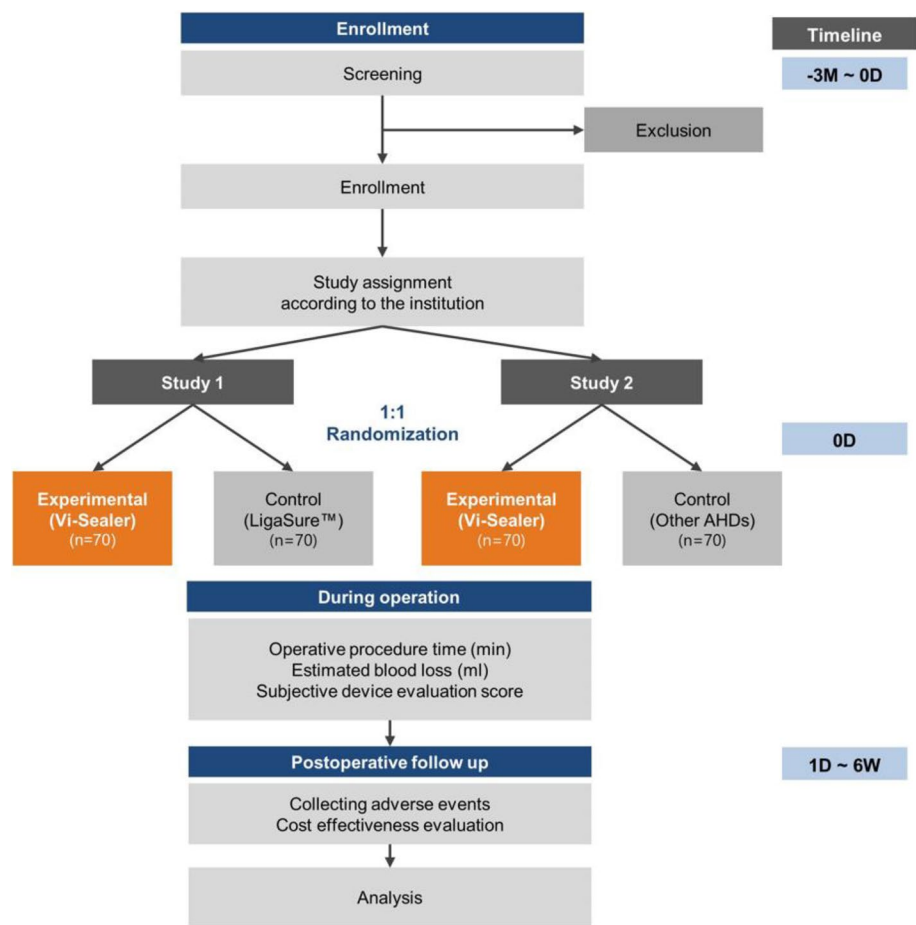 Enrollment
Timeline
Screening
-3M ~ 0D
Exclusion
Enrollment
Study assignment
according to the institution
Study 1
Study 2
1:1
Randomization
0D
Experimental
(Vi-Sealer)
(n=70)
Control
(LigaSure™)
(n=70)
Experimental
(Vi-Sealer)
(n=70)
Control
(Other AHDs)
(n=70)
During operation
Operative procedure time (min)
Estimated blood loss (ml)
Subjective device evaluation score
Postoperative follow up
1D ~ 6W
Collecting adverse events
Cost effectiveness evaluation
Analysis